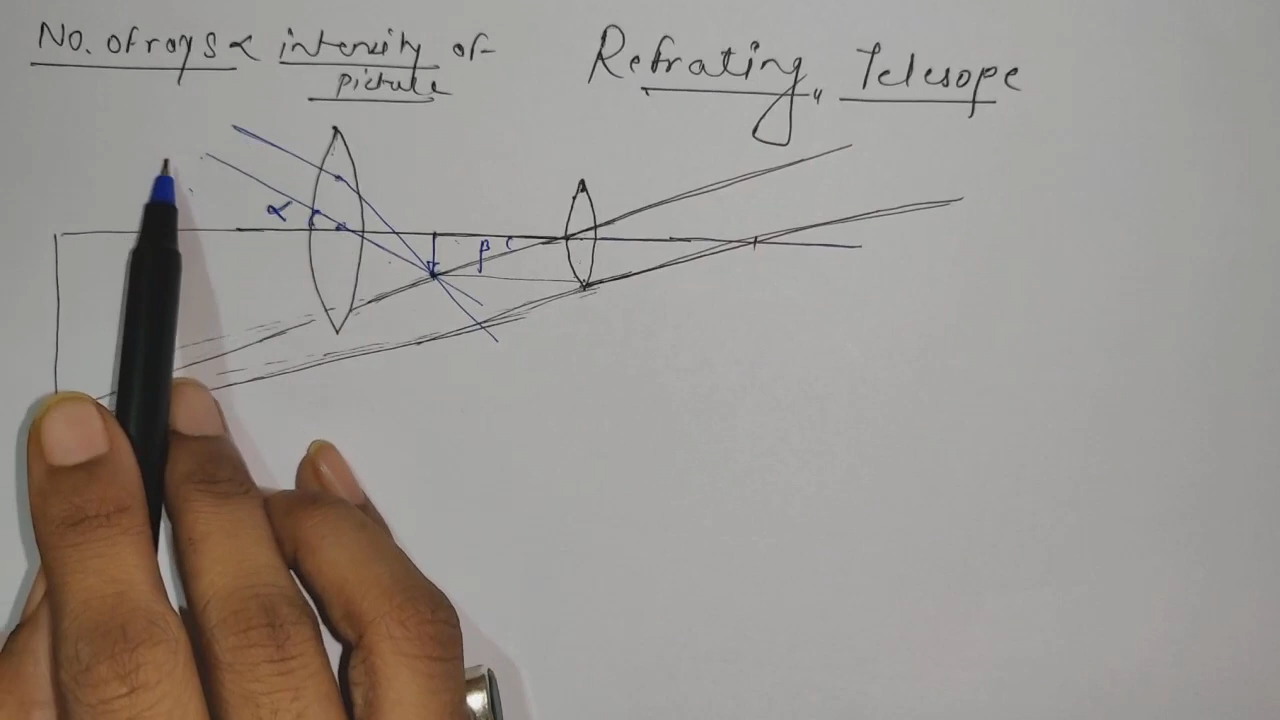 No. of rays ∝ intensity of
picture
Refrating Telesope
α
β